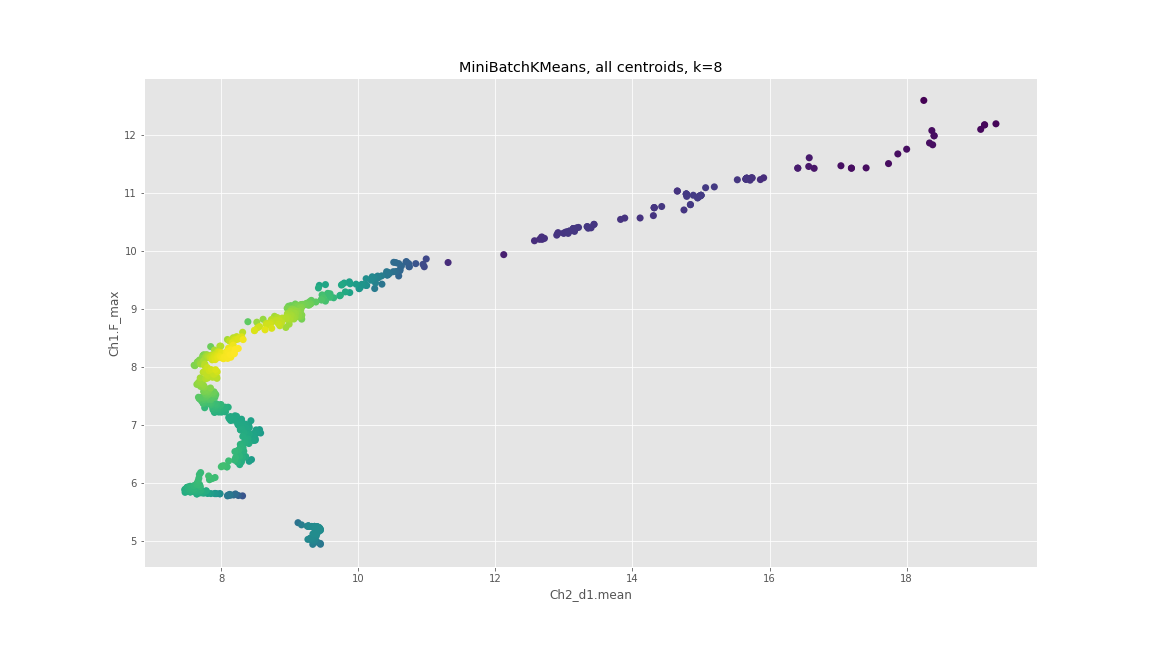 MiniBatchKMeans, all centroids, k=8
12
11
10
9
8
7
6
5
Ch1.F_max
8 10 12 14 16 18
Ch2_d1.mean